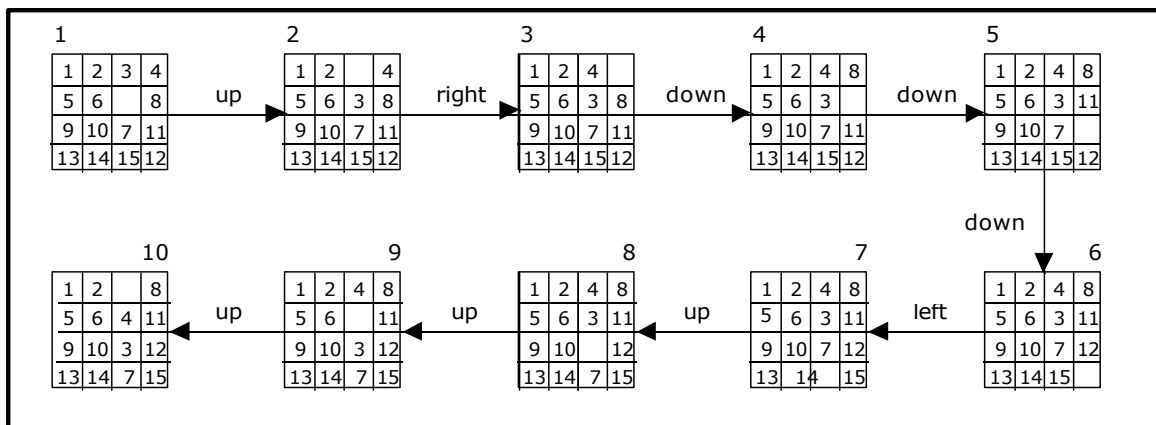 1 2 3 4 5
1 2 3 4 1 2 4 1 2 4 1 2 4 8 1 2 4 8
up right down down
5 6 8 5 6 3 8 5 6 3 8 5 6 3 5 6 3 11
9 10 7 11 9 10 7 11 9 10 7 11 9 10 7 11 9 10 7
13 14 15 12 13 14 15 12 13 14 15 12 13 14 15 12 13 14 15 12
down
10 9 8 7 6
1 2 8 1 2 4 8 1 2 4 8 1 2 4 8 1 2 4 8
up up up left
5 6 4 11 5 6 11 5 6 3 11 5 6 3 11 5 6 3 11
9 10 3 12 9 10 3 12 9 10 12 9 10 7 12 9 10 7 12
13 14 7 15 13 14 7 15 13 14 7 15 13 14 15 13 14 15